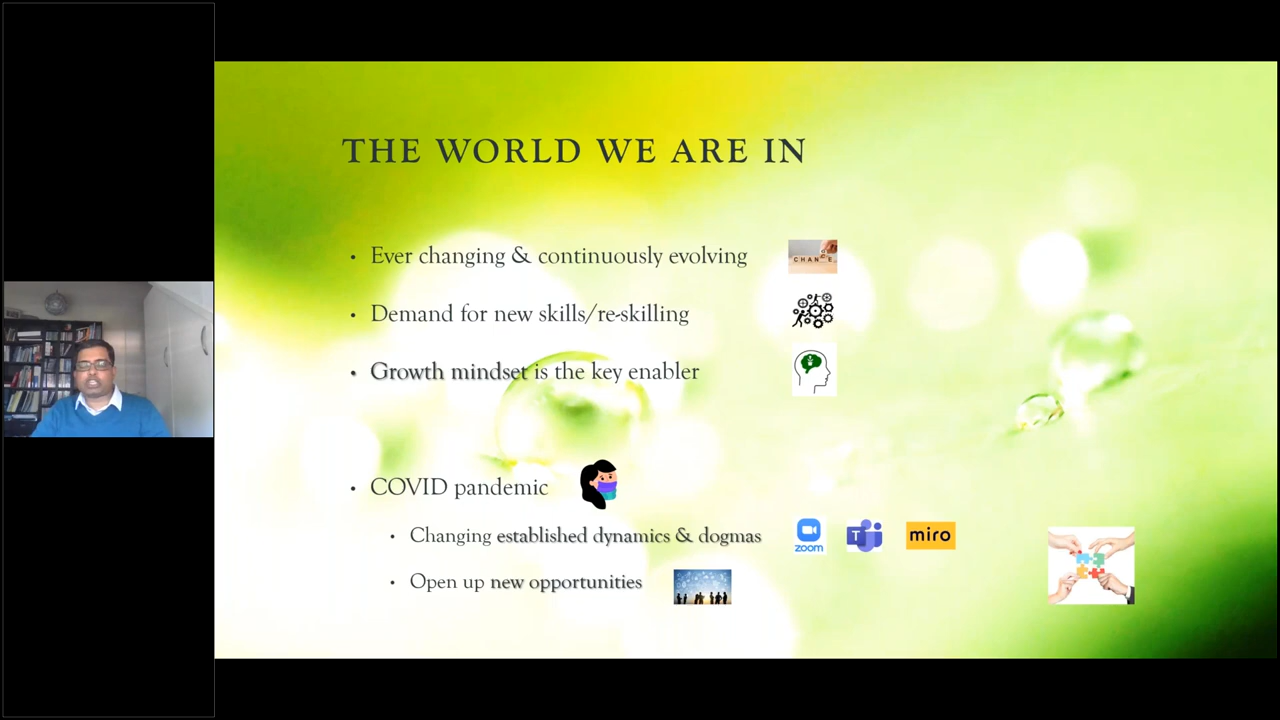 THE WORLD WE ARE IN
• Ever changing & continuously evolving
CHANGE
• Demand for new skills/re-skilling
• Growth mindset is the key enabler
• COVID pandemic
• Changing established dynamics & dogmas
zoom
T
miro
• Open up new opportunities